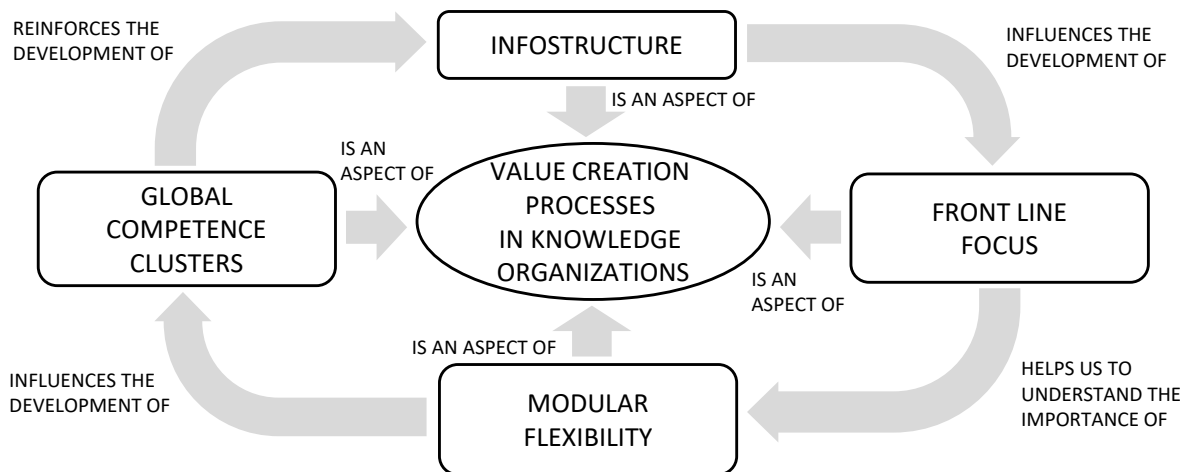 REINFORCES THE
DEVELOPMENT OF
INFOSTRUCTURE
INFLUENCES THE
DEVELOPMENT OF
IS AN ASPECT OF
IS AN
ASPECT OF
GLOBAL
COMPETENCE
CLUSTERS
VALUE CREATION
PROCESSES
IN KNOWLEDGE
ORGANIZATIONS
FRONT LINE
FOCUS
IS AN
ASPECT OF
IS AN ASPECT OF
INFLUENCES THE
DEVELOPMENT OF
MODULAR
FLEXIBILITY
HELPS US TO
UNDERSTAND THE
IMPORTANCE OF